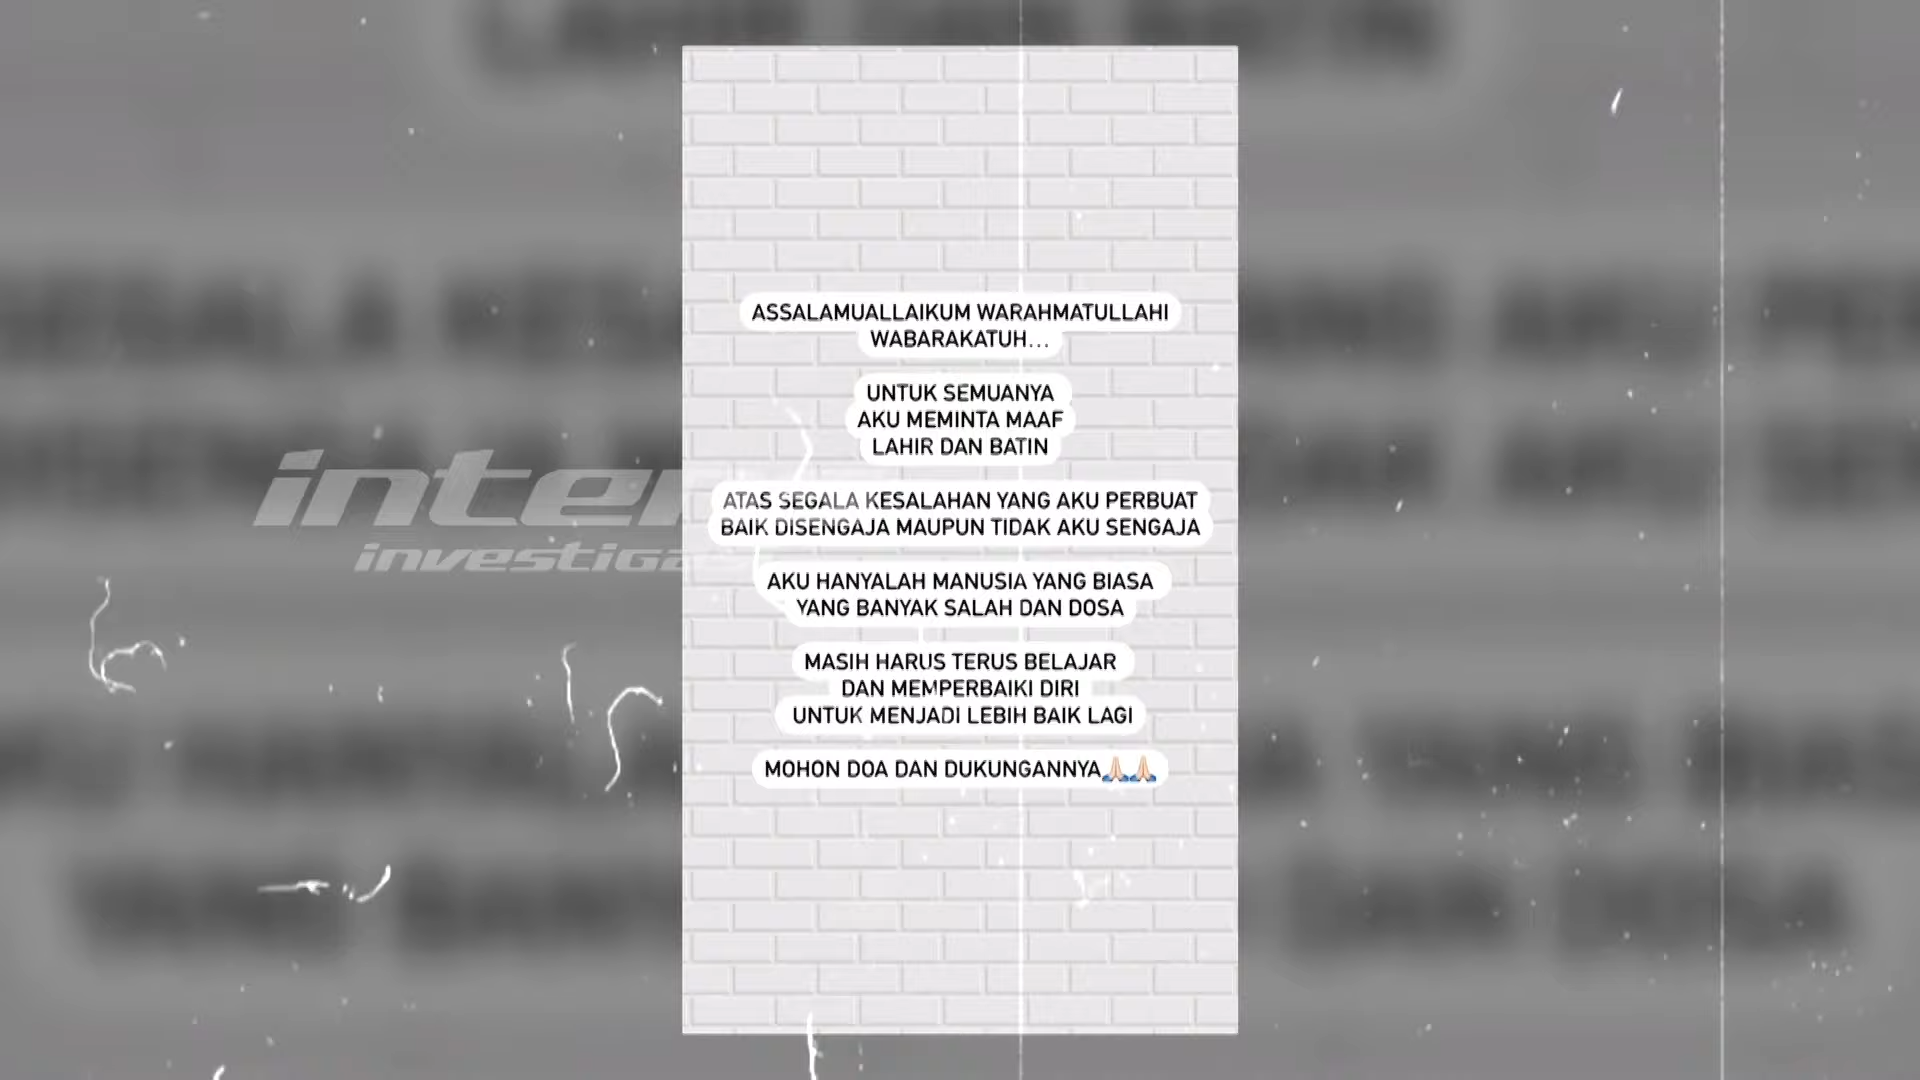 ASSALAMUALLAIKUM WARAHMATULLAHI
WABARAKATUH...
UNTUK SEMUANYA
AKU MEMINTA MAAF
LAHIR DAN BATIN
ATAS SEGALA KESALAHAN YANG AKU PERBUAT
BAIK DISENGAJA MAUPUN TIDAK AKU SENGAJA
AKU HANYALAH MANUSIA YANG BIASA
YANG BANYAK SALAH DAN DOSA
MASIH HARUS TERUS BELAJAR
DAN MEMPERBAIKI DIRI
UNTUK MENJADI LEBIH BAIK LAGI
MOHON DOA DAN DUKUNGANNYA🙏🏻🙏🏻